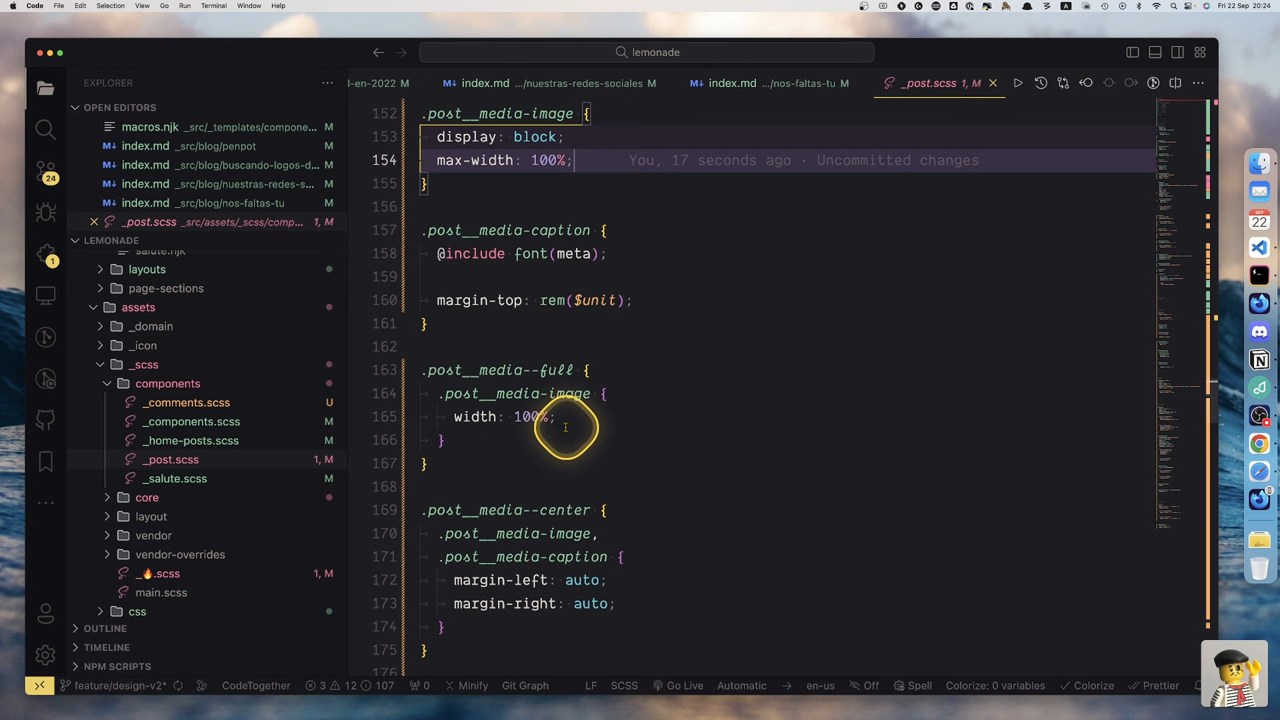 Code File Edit Selection View Go Run Terminal Window Help
Fri 22 Sep 20:24
lemonade
EXPLORER
l-en-2022 M
index.md .../nuestras-redes-sociales M
index.md .../nos-faltas-tu M
_post.scss 1, M
OPEN EDITORS
macros.njk _src/_templates/compone... M
index.md _src/blog/penpot M
index.md _src/blog/buscando-logos-d... M
index.md _src/blog/nuestras-redes-s... M
index.md _src/blog/nos-faltas-tu M
_post.scss _src/assets/_scss/comp... 1, M
LEMONADE
salute.njk
layouts
page-sections
assets
_domain
_icon
_scss
components
_comments.scss U
_components.scss M
_home-posts.scss M
_post.scss 1, M
_salute.scss M
core
layout
vendor
vendor-overrides
_🔥.scss 1, M
main.scss M
css
OUTLINE
TIMELINE
NPM SCRIPTS
24
1
152 .post__media-image {
153 display: block;
154 max-width: 100%; You, 17 seconds ago · Uncommitted changes
155 }
156
157 .post__media-caption {
158 @include font(meta);
159
160 margin-top: rem($unit);
161 }
162
163 .post__media--fill {
164 .post__media-image {
165 width: 100%
166 }
167 }
168
169 .post__media--center {
170 .post__media-image,
171 .post__media-caption {
172 margin-left: auto;
173 margin-right: auto;
174 }
175 }
176
SEP
22
feature/design-v2* CodeTogether 3 12 107 0 Minify Git Graph LF SCSS Go Live Automatic en-us Off Spell Colorize: 0 variables Colorize Prettier